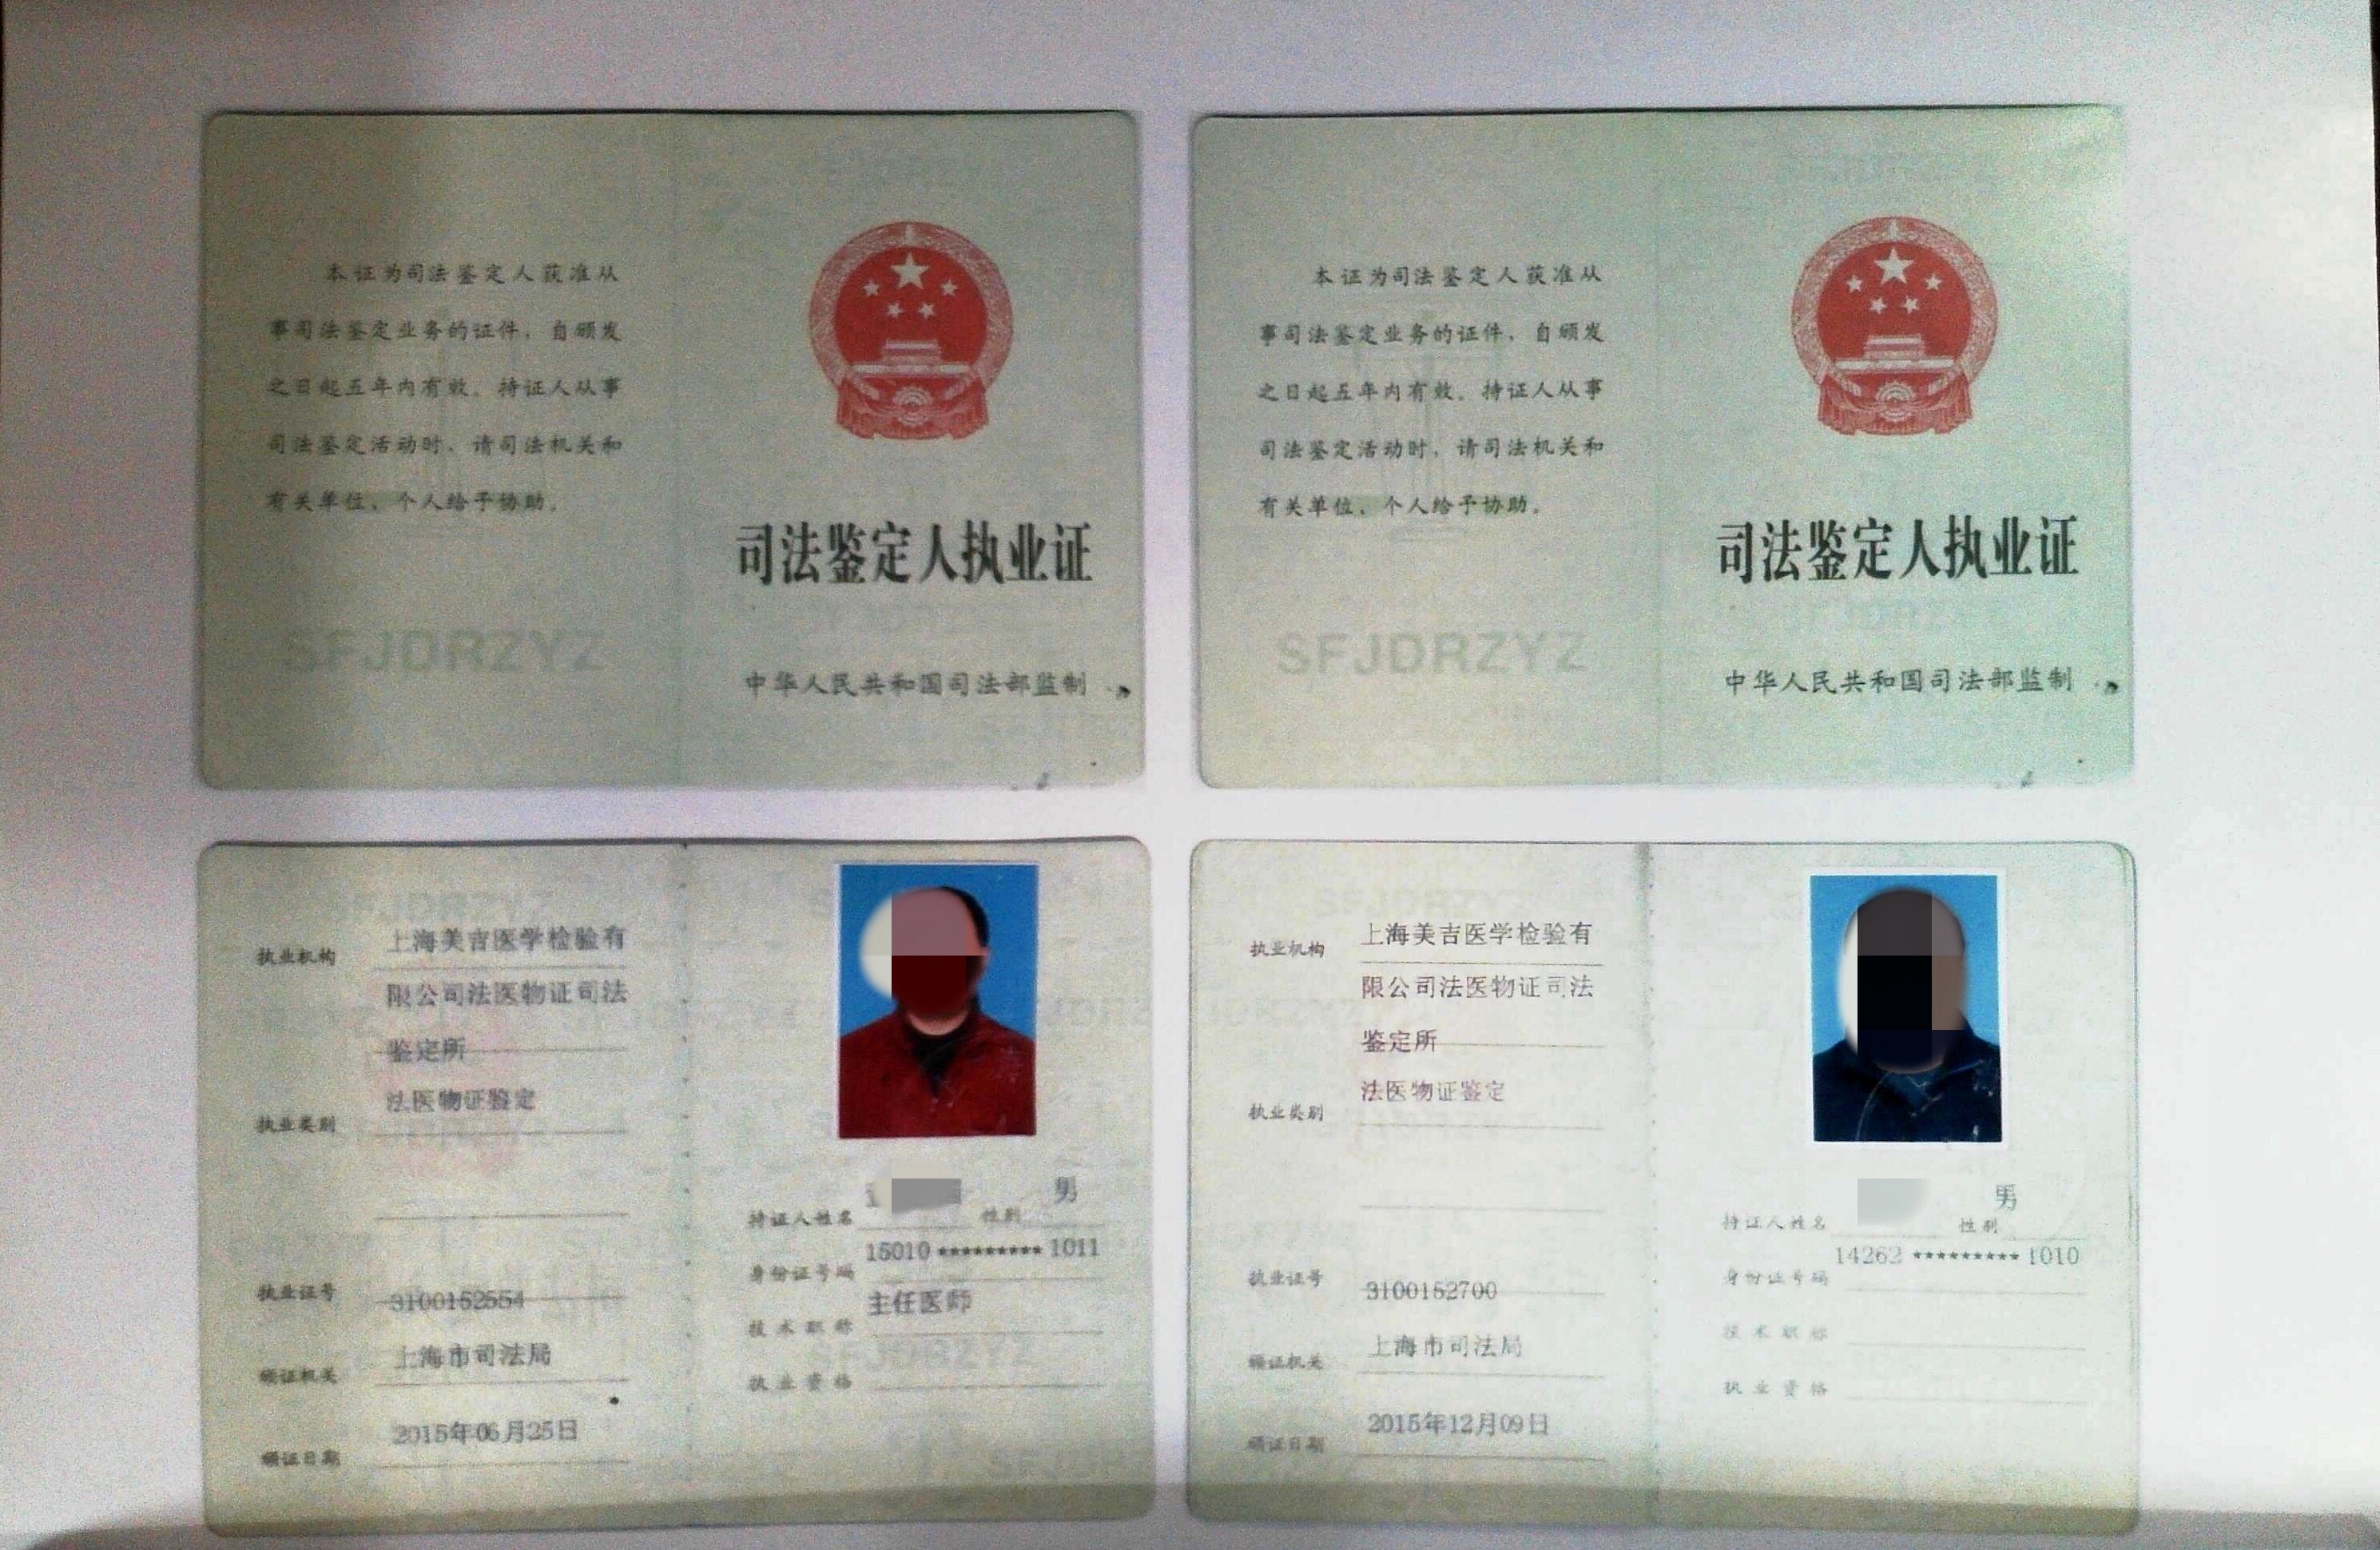 本证为司法鉴定人获准从
事司法鉴定业务的证件，自颁发
之日起五年内有效。持证人从事
司法鉴定活动时，请司法机关和
有关单位、个人给予协助。
SFJDRZYZ
司法鉴定人执业证
中华人民共和国司法部监制
本证为司法鉴定人获准从
事司法鉴定业务的证件，自颁发
之日起五年内有效。持证人从事
司法鉴定活动时，请司法机关和
有关单位、个人给予协助。
SFJDRZYZ
司法鉴定人执业证
中华人民共和国司法部监制
执业机构 上海美吉医学检验有
限公司法医物证司法
鉴定所
执业类别 法医物证鉴定
执业证号 3100152554
颁证机关 上海市司法局
颁证日期 2015年06月25日
持证人姓名 性别 男
身份证号码 15010*********1011
技术职称 主任医师
执业资格
SFJDRZYZ
执业机构 上海美吉医学检验有
限公司法医物证司法
鉴定所
执业类别 法医物证鉴定
执业证号 3100152700
颁证机关 上海市司法局
颁证日期 2015年12月09日
持证人姓名 性别 男
身份证号码 14262*********1010
技术职称
执业资格